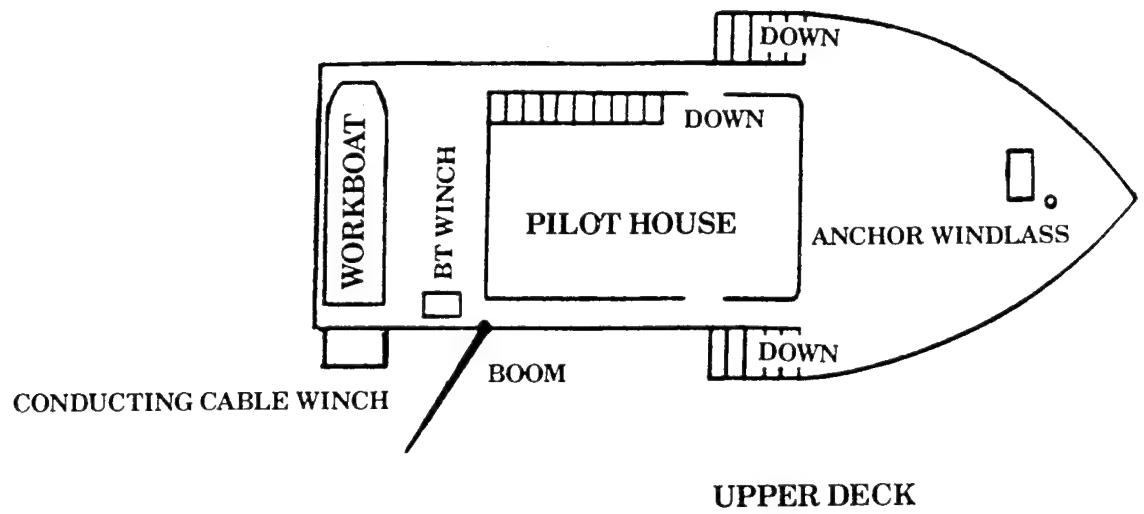 DOWN
DOWN
WORKBOAT
BT WINCH
PILOT HOUSE
ANCHOR WINDLASS
DOWN
BOOM
CONDUCTING CABLE WINCH
UPPER DECK